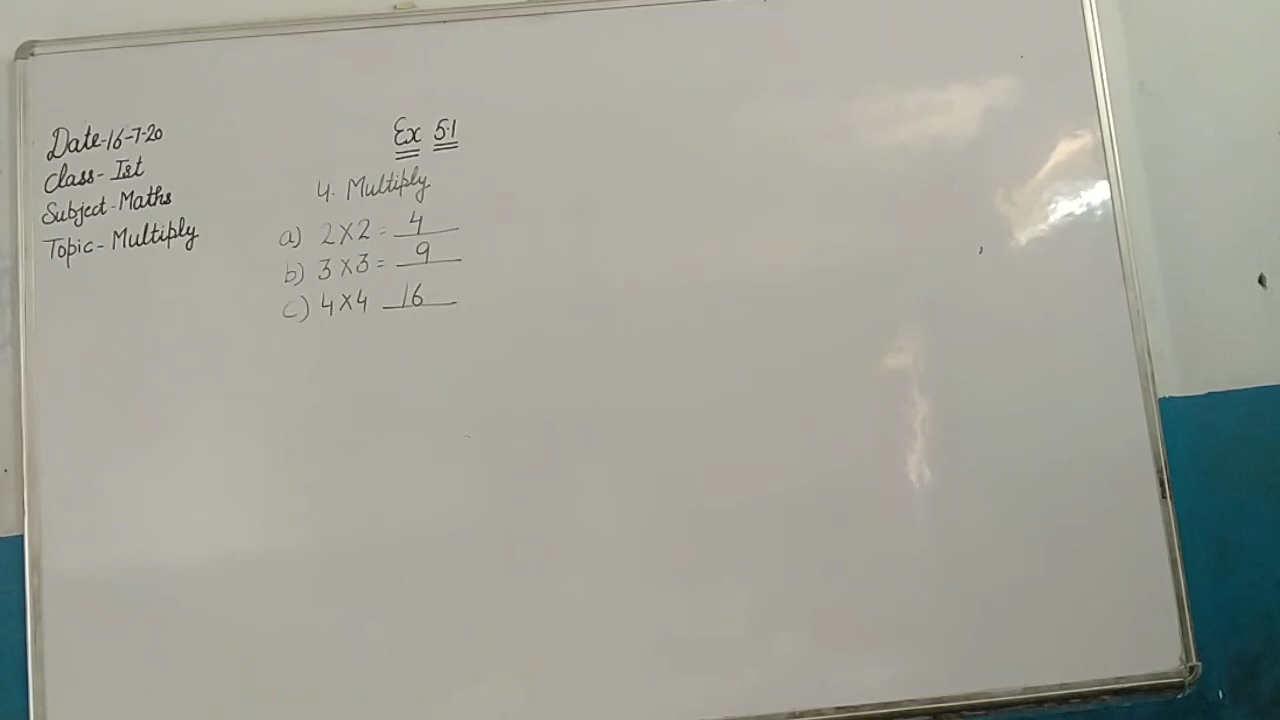 Date-16-7-20
Class- Ist
Subject-Maths
Topic- Multiply
Ex 5.1
4. Multiply
a) 2×2 = 4
b) 3×3 = 9
c) 4×4 16